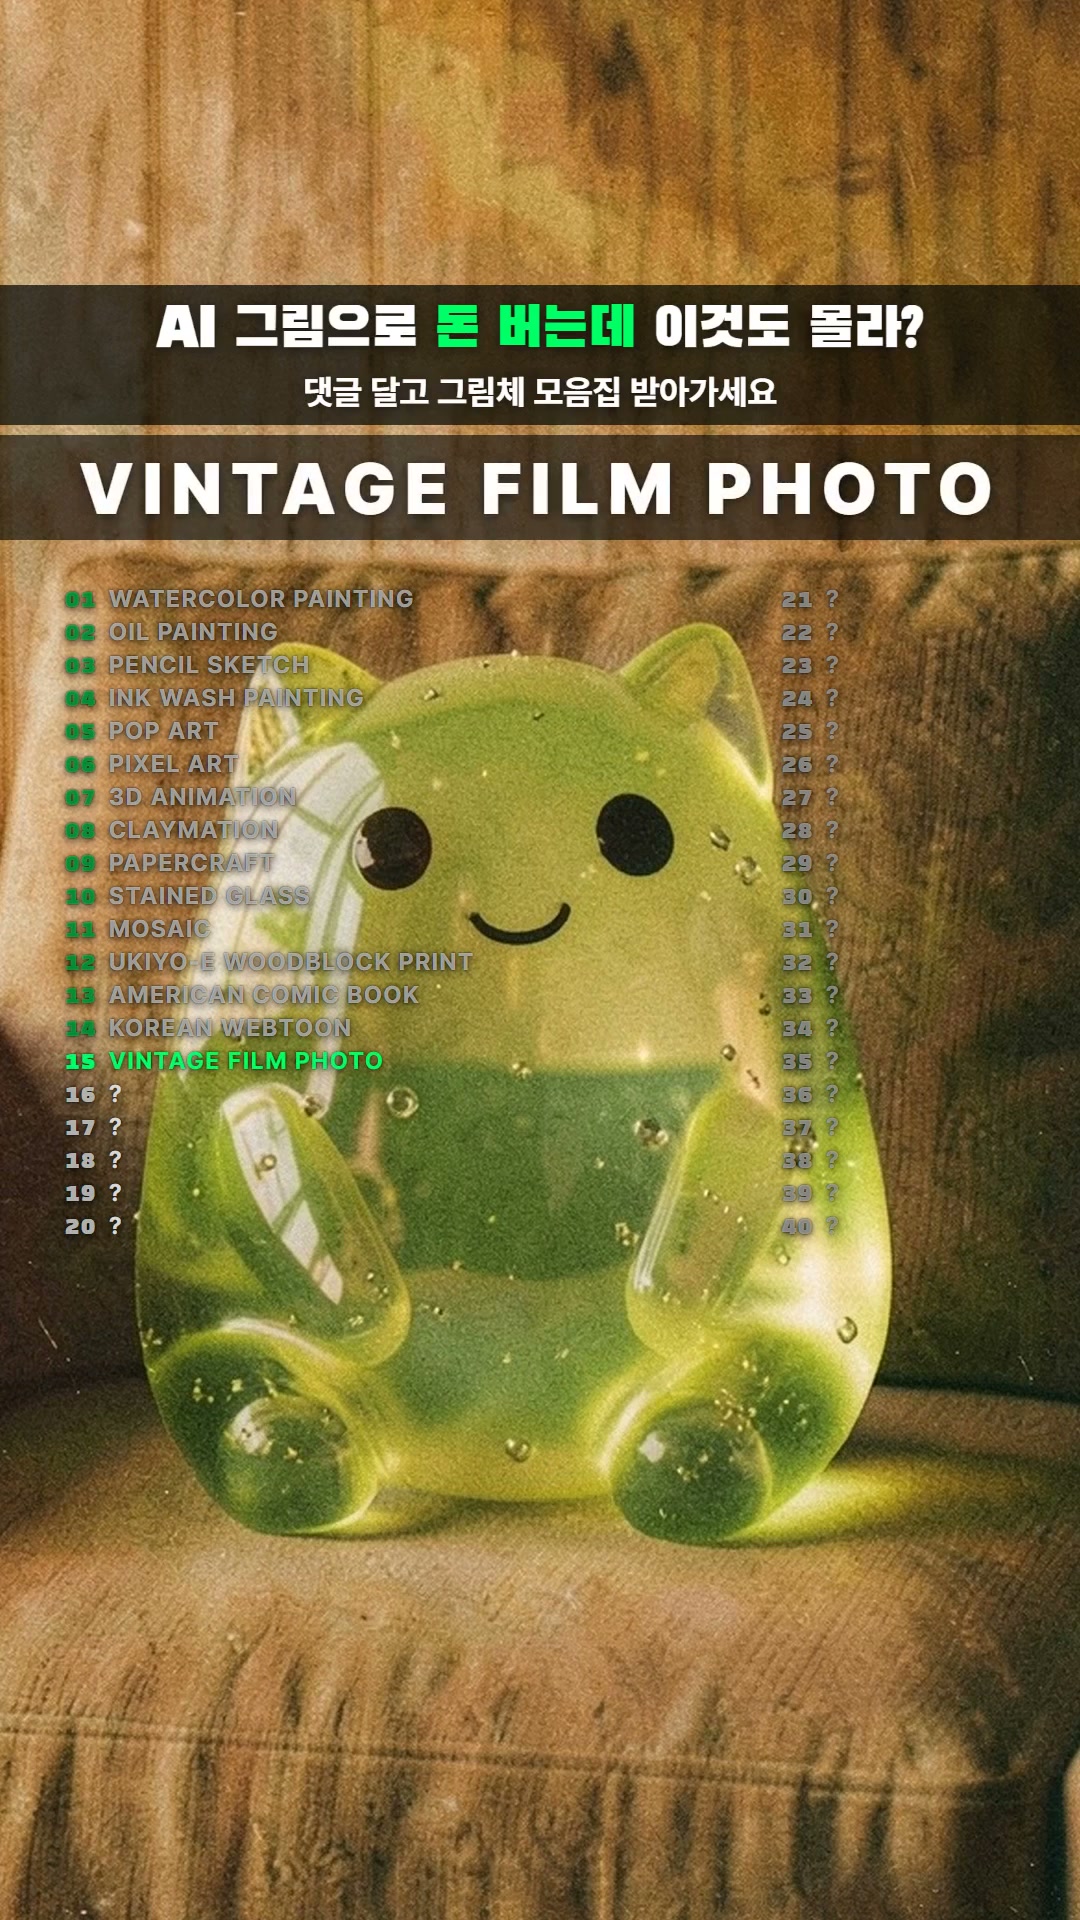 AI 그림으로 돈 버는데 이것도 몰라?
댓글 달고 그림체 모음집 받아가세요
VINTAGE FILM PHOTO
01 WATERCOLOR PAINTING
02 OIL PAINTING
03 PENCIL SKETCH
04 INK WASH PAINTING
05 POP ART
06 PIXEL ART
07 3D ANIMATION
08 CLAYMATION
09 PAPERCRAFT
10 STAINED GLASS
11 MOSAIC
12 UKIYO-E WOODBLOCK PRINT
13 AMERICAN COMIC BOOK
14 KOREAN WEBTOON
15 VINTAGE FILM PHOTO
16 ?
17 ?
18 ?
19 ?
20 ?
21 ?
22 ?
23 ?
24 ?
25 ?
26 ?
27 ?
28 ?
29 ?
30 ?
31 ?
32 ?
33 ?
34 ?
35 ?
36 ?
37 ?
38 ?
39 ?
40 ?